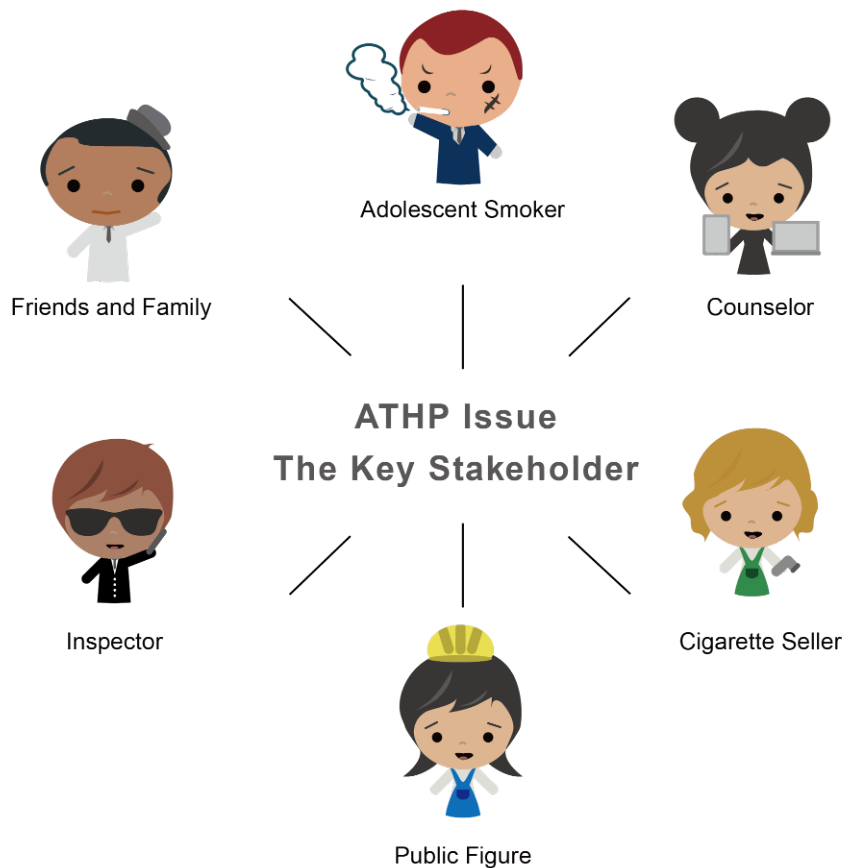 Adolescent Smoker
Friends and Family
Counselor
ATHP Issue
The Key Stakeholder
Inspector
Cigarette Seller
Public Figure